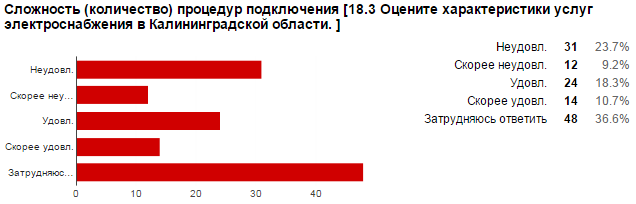 Сложность (количество) процедур подключения [18.3 Оцените характеристики услуг
электроснабжения в Калининградской области. ]
Неудовл.
Скорее неу...
Удовл.
Скорее удовл.
Затрудняюс...
0 10 20 30 40
Неудовл. 31 23.7%
Скорее неудовл. 12 9.2%
Удовл. 24 18.3%
Скорее удовл. 14 10.7%
Затрудняюсь ответить 48 36.6%